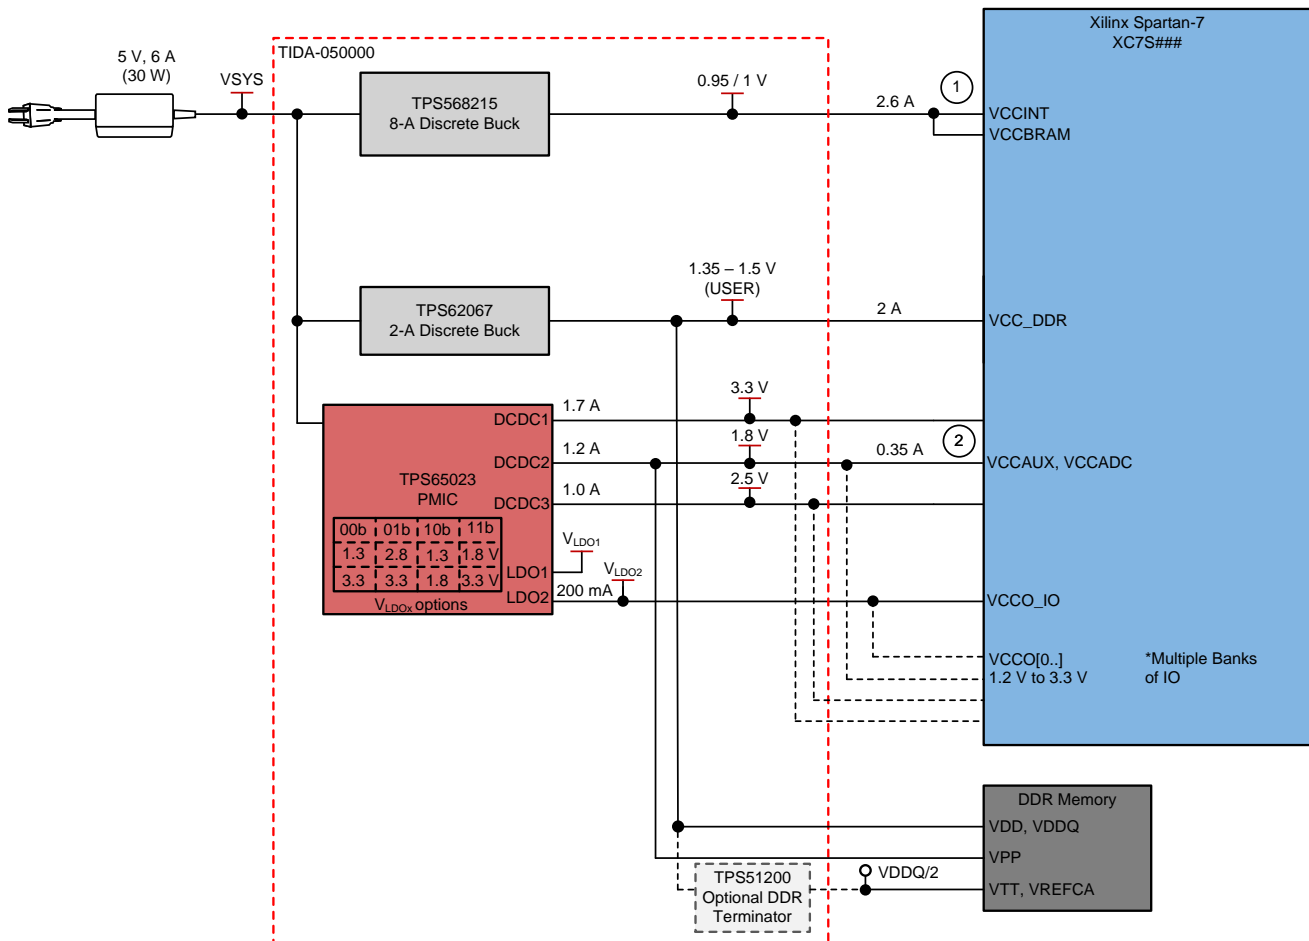 Xilinx Spartan-7
XC7S###
TIDA-050000
5 V, 6 A
(30 W)
VSYS
TPS568215
8-A Discrete Buck
0.95 / 1 V
2.6 A
1
VCCINT
VCCBRAM
1.35 – 1.5 V
(USER)
TPS62067
2-A Discrete Buck
2 A
VCC_DDR
TPS65023
PMIC
DCDC1
1.7 A
3.3 V
DCDC2
1.2 A
1.8 V
0.35 A
2
VCCAUX, VCCADC
DCDC3
1.0 A
2.5 V
00b 01b 10b 11b
1.3 2.8 1.3 1.8 V
3.3 3.3 1.8 3.3 V
VLDOx options
LDO1
VLDO1
LDO2
200 mA
VLDO2
VCCO_IO
VCCO[0..]
1.2 V to 3.3 V
*Multiple Banks
of IO
DDR Memory
VDD, VDDQ
VPP
VTT, VREFCA
TPS51200
Optional DDR
Terminator
VDDQ/2